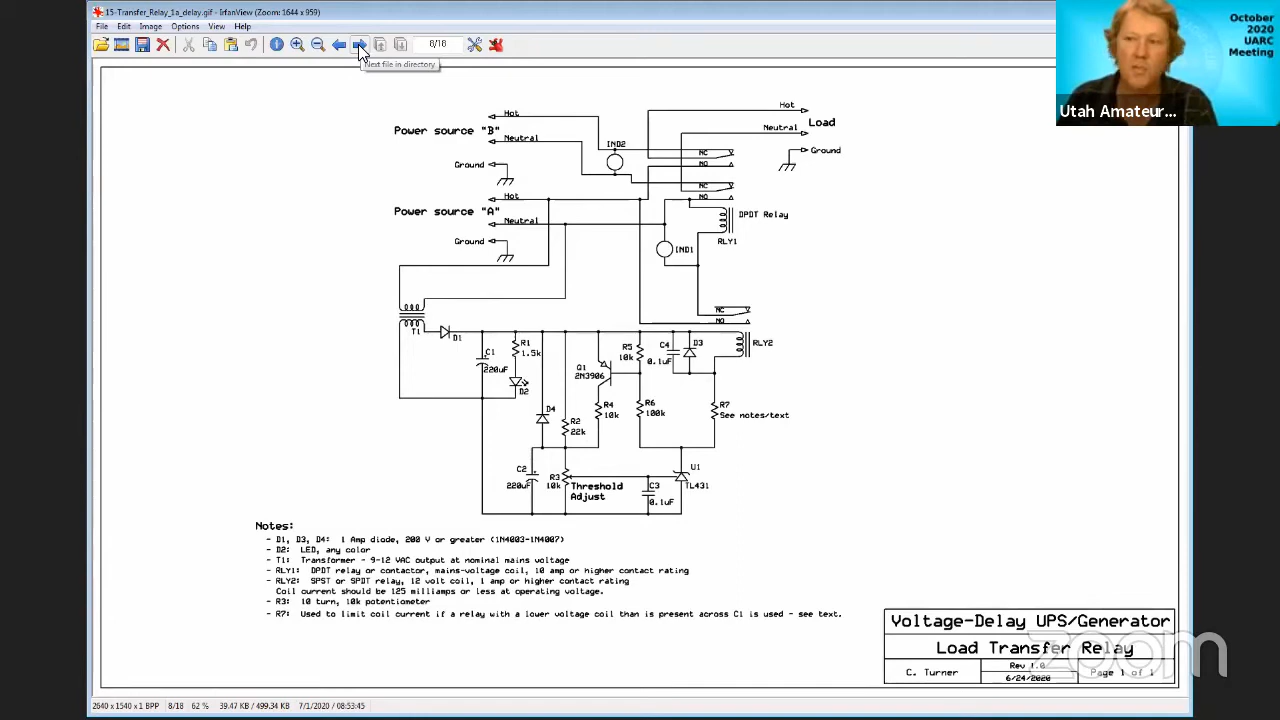 15-Transfer_Relay_1a_delay.gif - IrfanView (Zoom: 1644 x 959)
File Edit Image Options View Help
8/18
Next file in directory
October
2020
UARC
Meeting
Utah Amateur...
Hot
Power source "B"
Neutral
Ground
IND2
Hot
Load
Neutral
Ground
NC
NO
NC
NO
Hot
Power source "A"
Neutral
Ground
DPDT Relay
RLY1
IND1
NC
NO
T1
D1
C1
220uF
R1
1.5k
D2
D4
R2
22k
Q1
2N3906
R4
10k
R5
10k
R6
100k
C4
0.1uF
D3
RLY2
R7
See notes/text
C2
220uF
R3
10k
Threshold
Adjust
C3
0.1uF
U1
TL431
Notes:
- D1, D3, D4: 1 Amp diode, 200 V or greater (1N4003-1N4007)
- D2: LED, any color
- T1: Transformer - 9-12 VAC output at nominal mains voltage
- RLY1: DPDT relay or contactor, mains-voltage coil, 10 amp or higher contact rating
- RLY2: SPST or SPDT relay, 12 volt coil, 1 amp or higher contact rating
Coil current should be 125 milliamps or less at operating voltage.
- R3: 10 turn, 10k potentiometer
- R7: Used to limit coil current if a relay with a lower voltage coil than is present across C1 is used - see text.
Voltage-Delay UPS/Generator
Load Transfer Relay
C. Turner
Rev 1.0
6/24/2020
Page 1 of 1
zoom
2640 x 1540 x 1 BPP 8/18 62 % 39.47 KB / 499.34 KB 7/1/2020 / 08:53:45